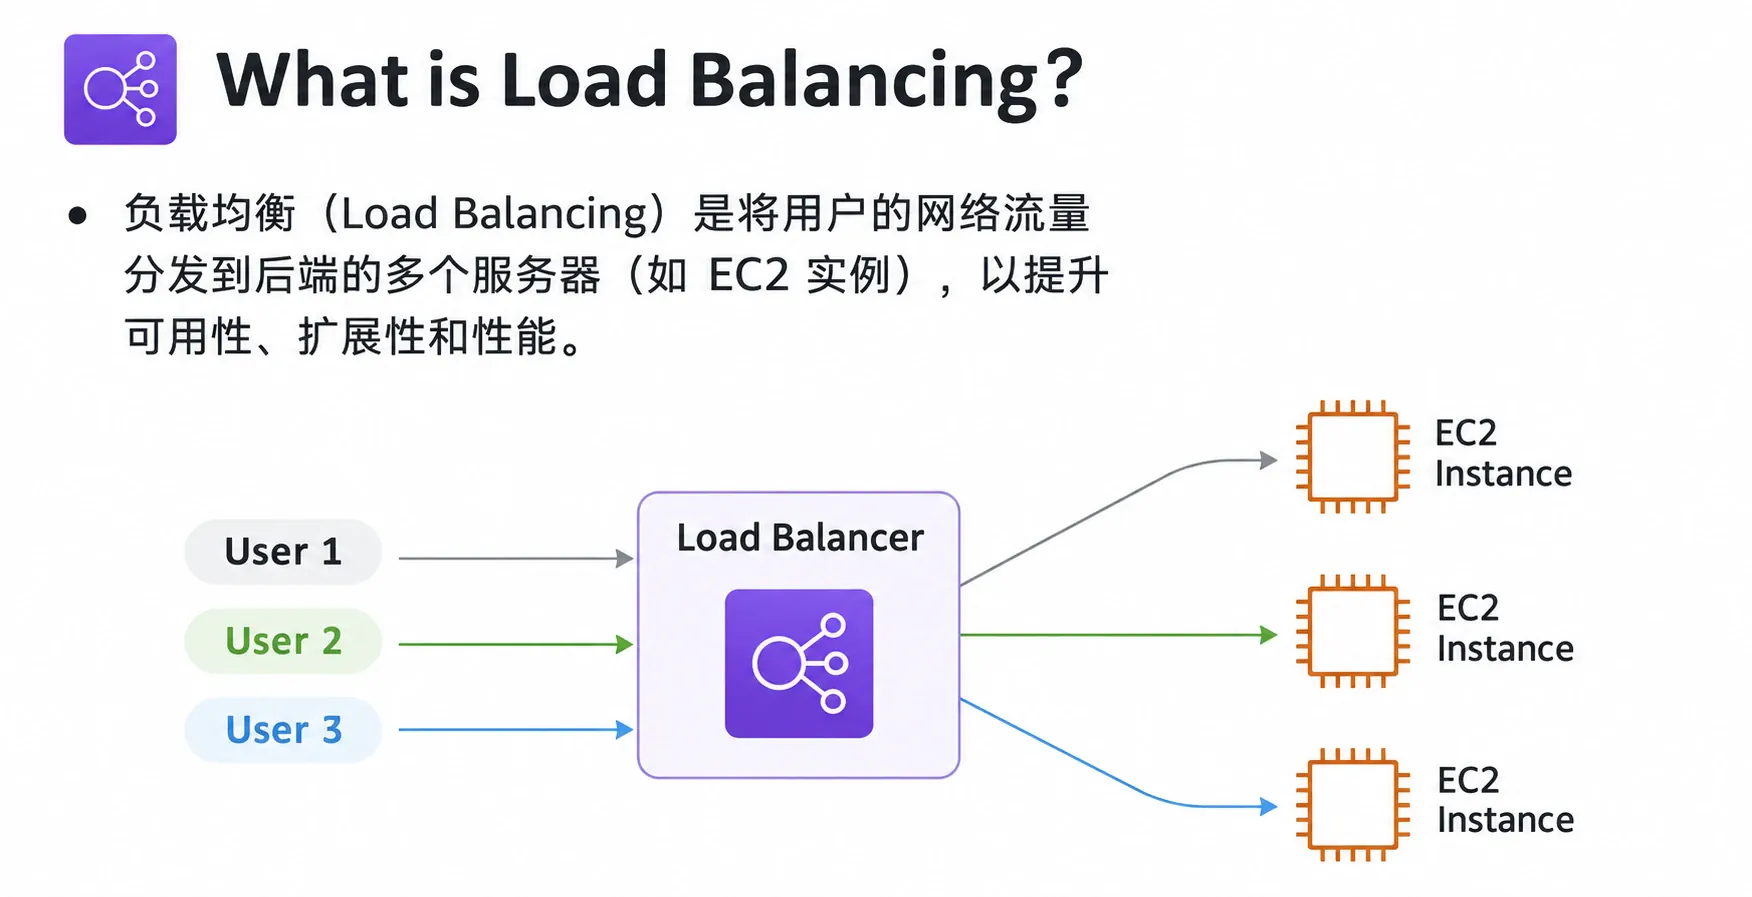 What is Load Balancing?
• 负载均衡（Load Balancing）是将用户的网络流量
分发到后端的多个服务器（如 EC2 实例），以提升
可用性、扩展性和性能。
User 1
User 2
User 3
Load Balancer
EC2
Instance
EC2
Instance
EC2
Instance